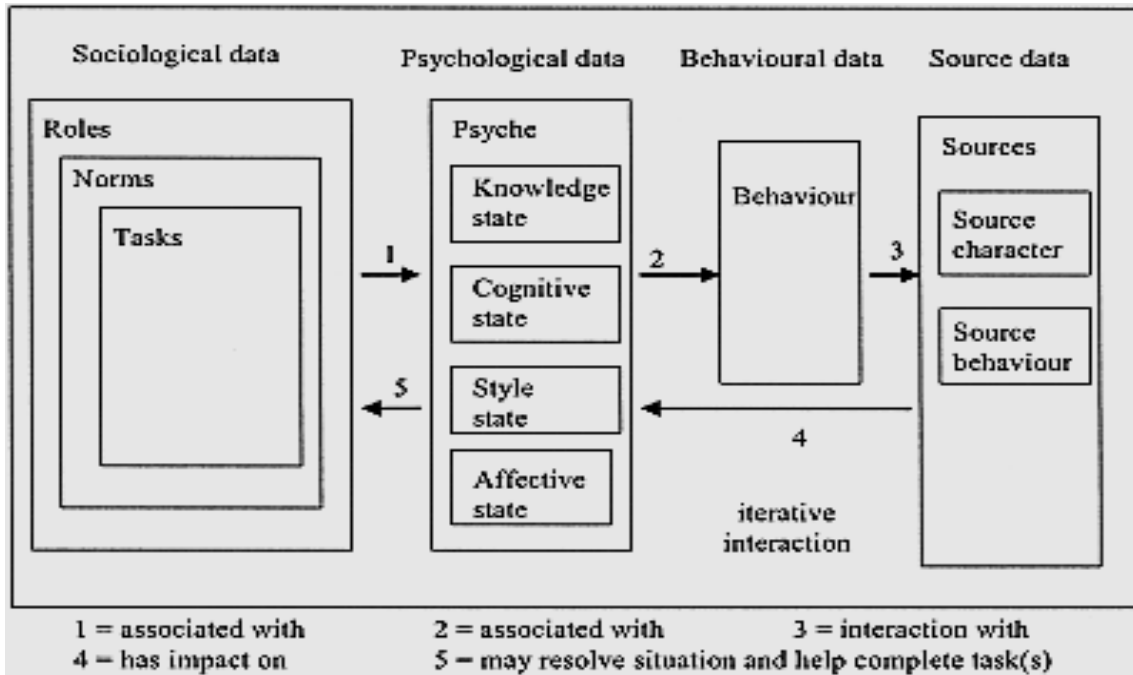 Sociological data
Psychological data
Behavioural data
Source data
Roles
Norms
Tasks
1
5
Psyche
Knowledge
state
Cognitive
state
Style
state
Affective
state
2
Behaviour
3
Sources
Source
character
Source
behaviour
4
iterative
interaction
1 = associated with
2 = associated with
3 = interaction with
4 = has impact on
5 = may resolve situation and help complete task(s)